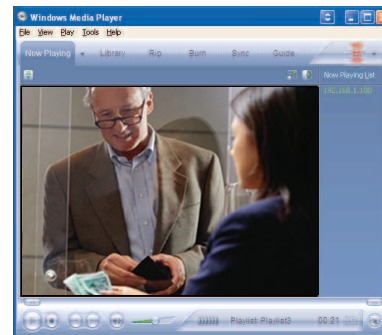 Windows Media Player
File View Play Tools Help
Now Playing Library Rip Burn Sync Guide
Now Playing List
192.168.1.100
Playlist: Playlist3 00:21